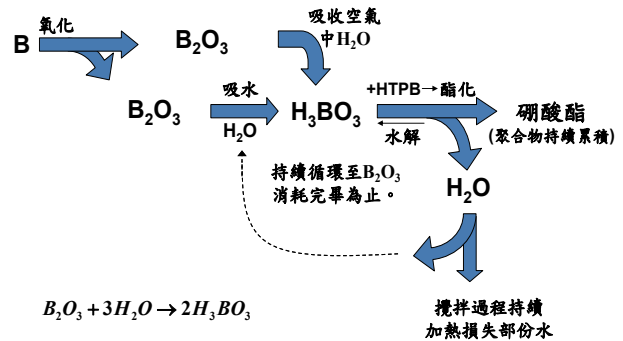 氧化
B
B₂O₃
吸收空氣
中H₂O
B₂O₃
吸水
H₂O
H₃BO₃
+HTPB→酯化
水解
硼酸酯
(聚合物持續累積)
持續循環至B₂O₃
消耗完畢為止。
H₂O
B₂O₃+3H₂O→2H₃BO₃
攪拌過程持續
加熱損失部份水